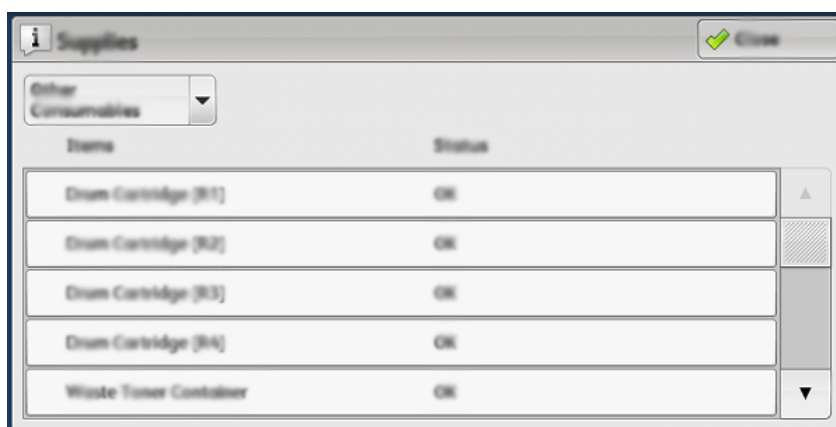 Supplies
Close
Other
Consumables
Items Status
Drum Cartridge [R1] OK
Drum Cartridge [R2] OK
Drum Cartridge [R3] OK
Drum Cartridge [R4] OK
Waste Toner Container OK